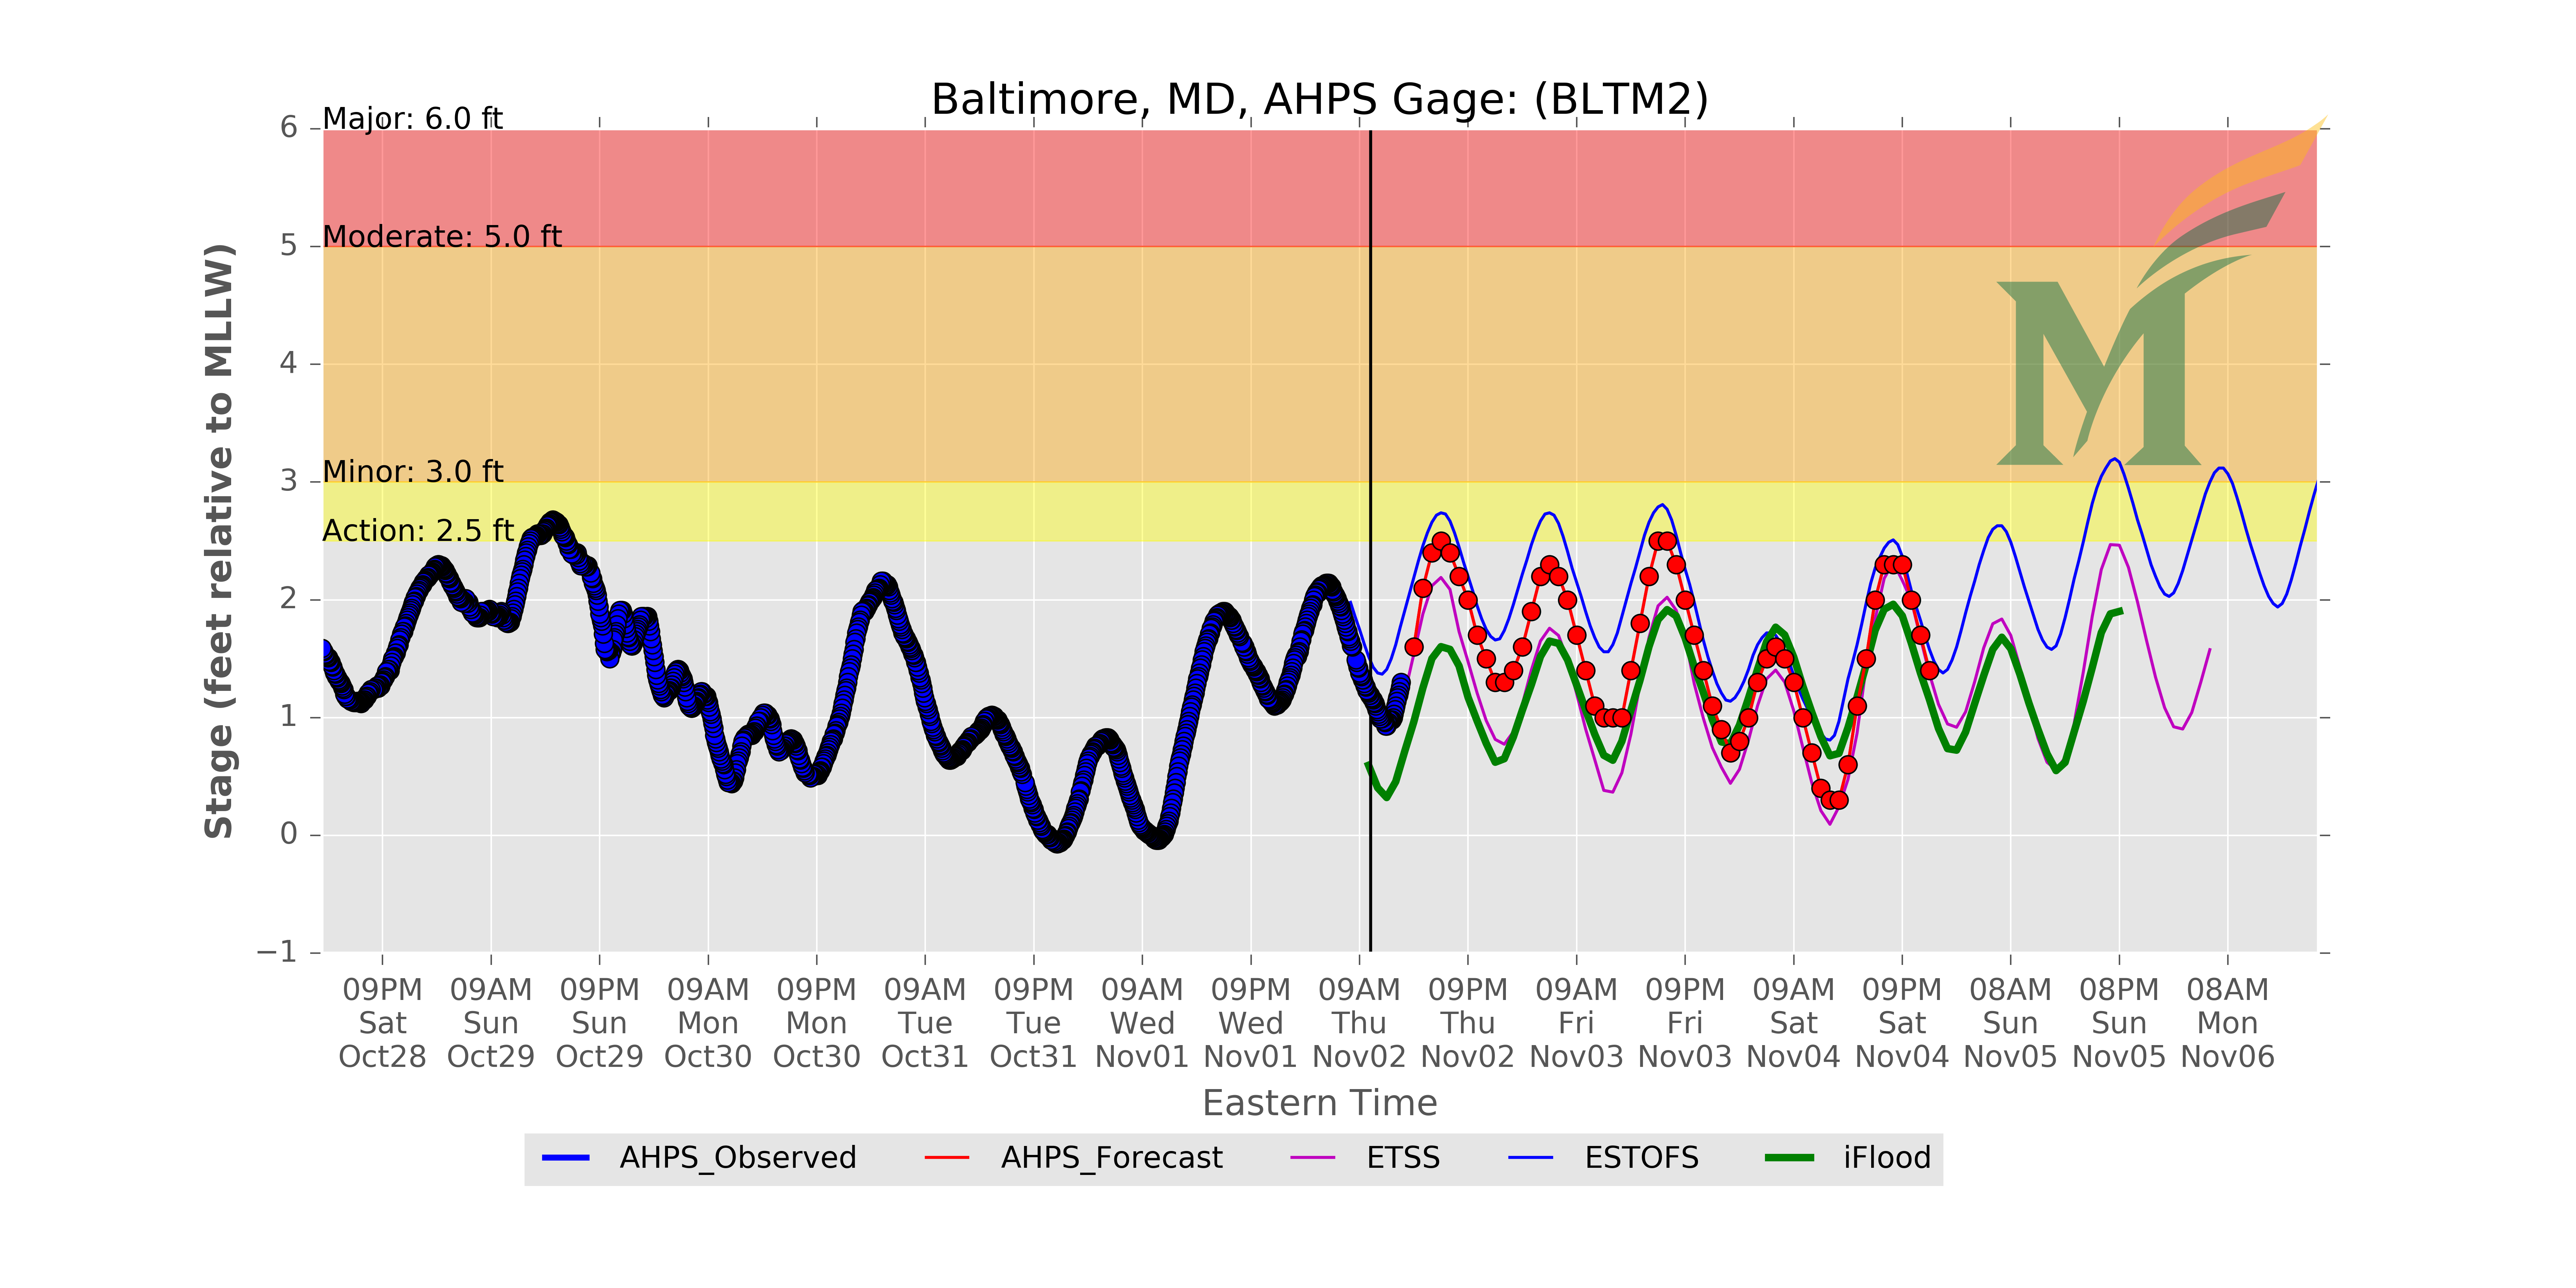 Baltimore, MD, AHPS Gage: (BLTM2)
Major: 6.0 ft
Moderate: 5.0 ft
Minor: 3.0 ft
Action: 2.5 ft
6
5
4
3
2
1
0
−1
Stage (feet relative to MLLW)
09PM 09AM 09PM 09AM 09PM 09AM 09PM 09AM 09PM 09AM 09PM 09AM 09PM 09AM 09PM 08AM 08PM 08AM
Sat Sun Sun Mon Mon Tue Tue Wed Wed Thu Thu Fri Fri Sat Sat Sun Sun Mon
Oct28 Oct29 Oct29 Oct30 Oct30 Oct31 Oct31 Nov01 Nov01 Nov02 Nov02 Nov03 Nov03 Nov04 Nov04 Nov05 Nov05 Nov06
Eastern Time
AHPS_Observed AHPS_Forecast ETSS ESTOFS iFlood
M